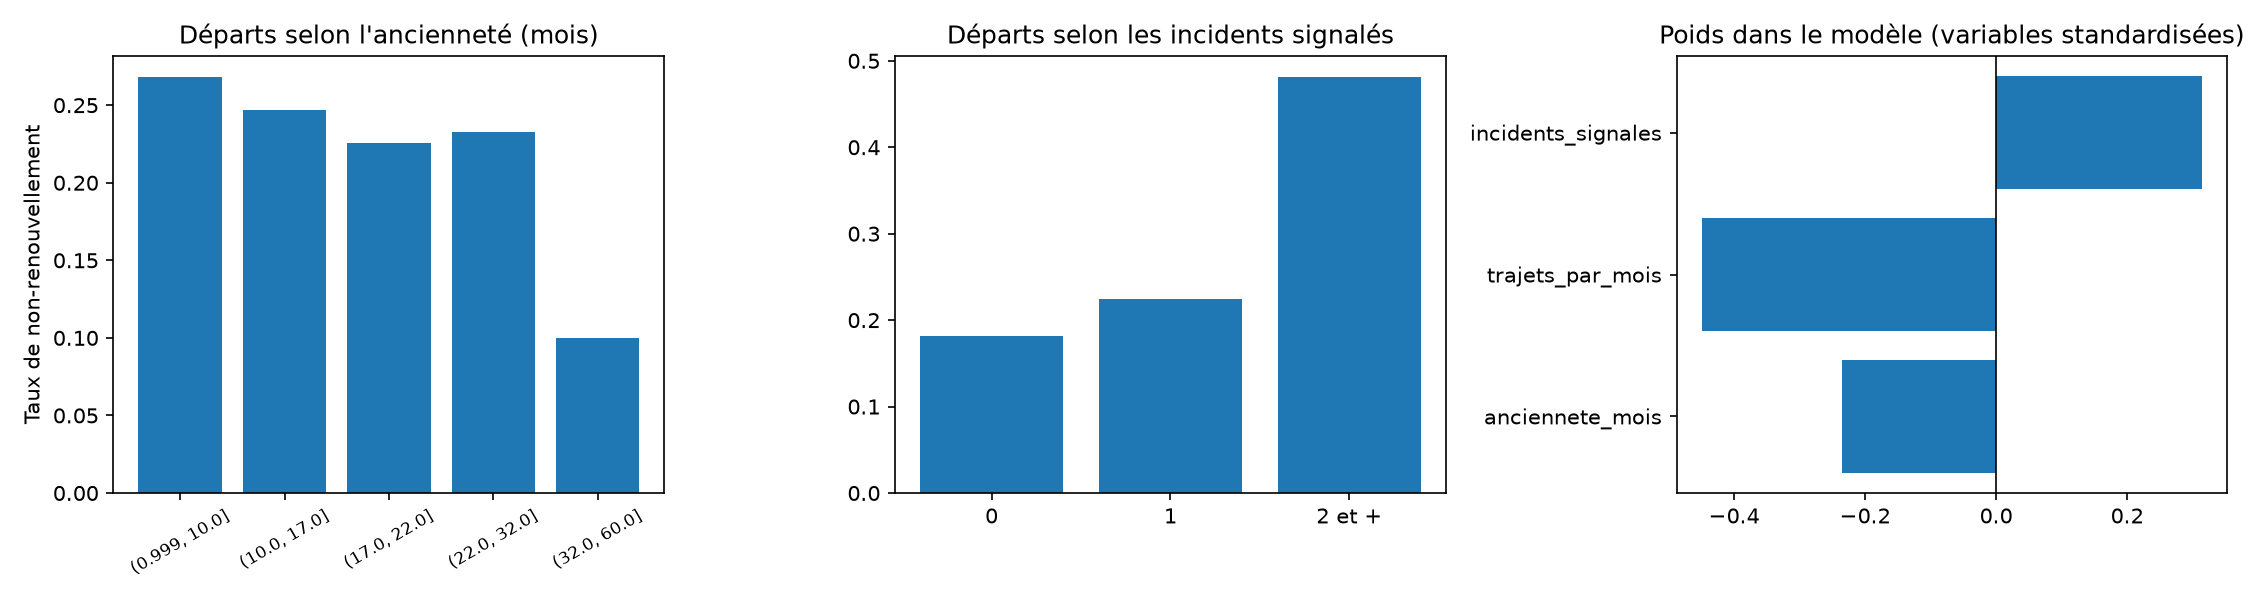 Départs selon l'ancienneté (mois)
Taux de non-renouvellement
0.25
0.20
0.15
0.10
0.05
0.00
(0.999, 10.0]
(10.0, 17.0]
(17.0, 22.0]
(22.0, 32.0]
(32.0, 60.0]
Départs selon les incidents signalés
0.5
0.4
0.3
0.2
0.1
0.0
0
1
2 et +
Poids dans le modèle (variables standardisées)
incidents_signales
trajets_par_mois
anciennete_mois
−0.4
−0.2
0.0
0.2